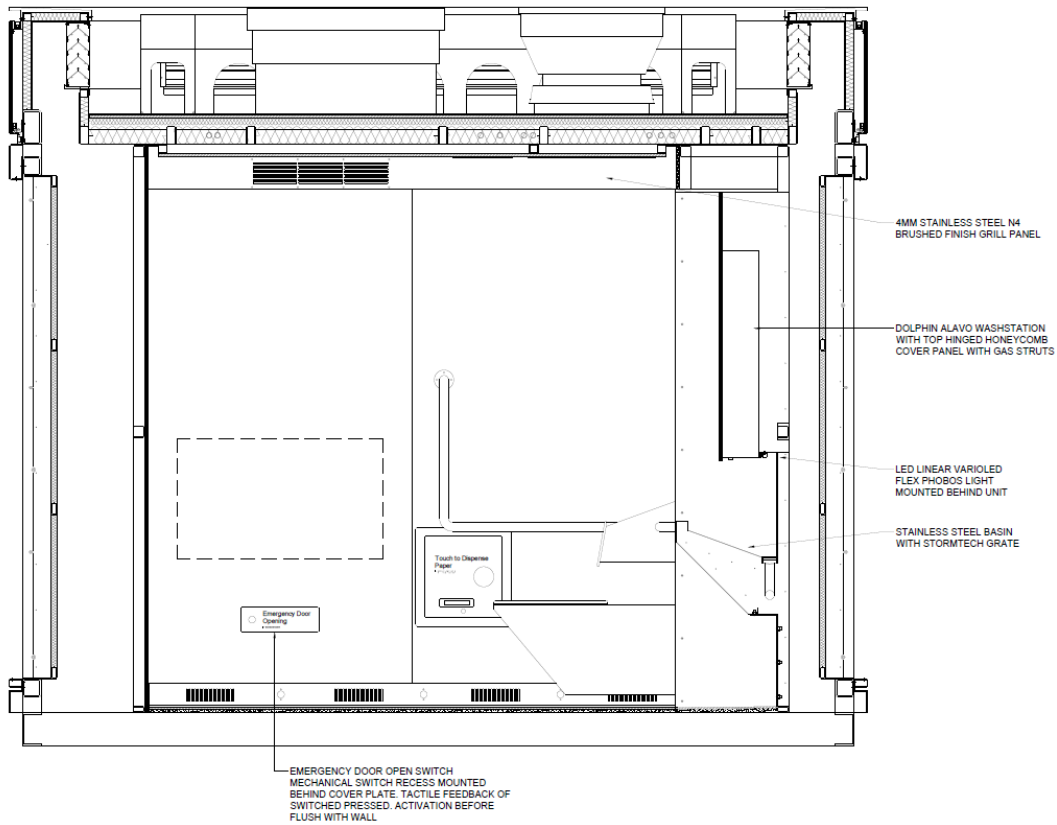 4MM STAINLESS STEEL N4
BRUSHED FINISH GRILL PANEL
DOLPHIN ALAVO WASHSTATION
WITH TOP HINGED HONEYCOMB
COVER PANEL WITH GAS STRUTS
LED LINEAR VARIOLED
FLEX PHOBOS LIGHT
MOUNTED BEHIND UNIT
STAINLESS STEEL BASIN
WITH STORMTECH GRATE
Touch to Dispense
Paper
Emergency Door
Opening
EMERGENCY DOOR OPEN SWITCH
MECHANICAL SWITCH RECESS MOUNTED
BEHIND COVER PLATE. TACTILE FEEDBACK OF
SWITCHED PRESSED. ACTIVATION BEFORE
FLUSH WITH WALL